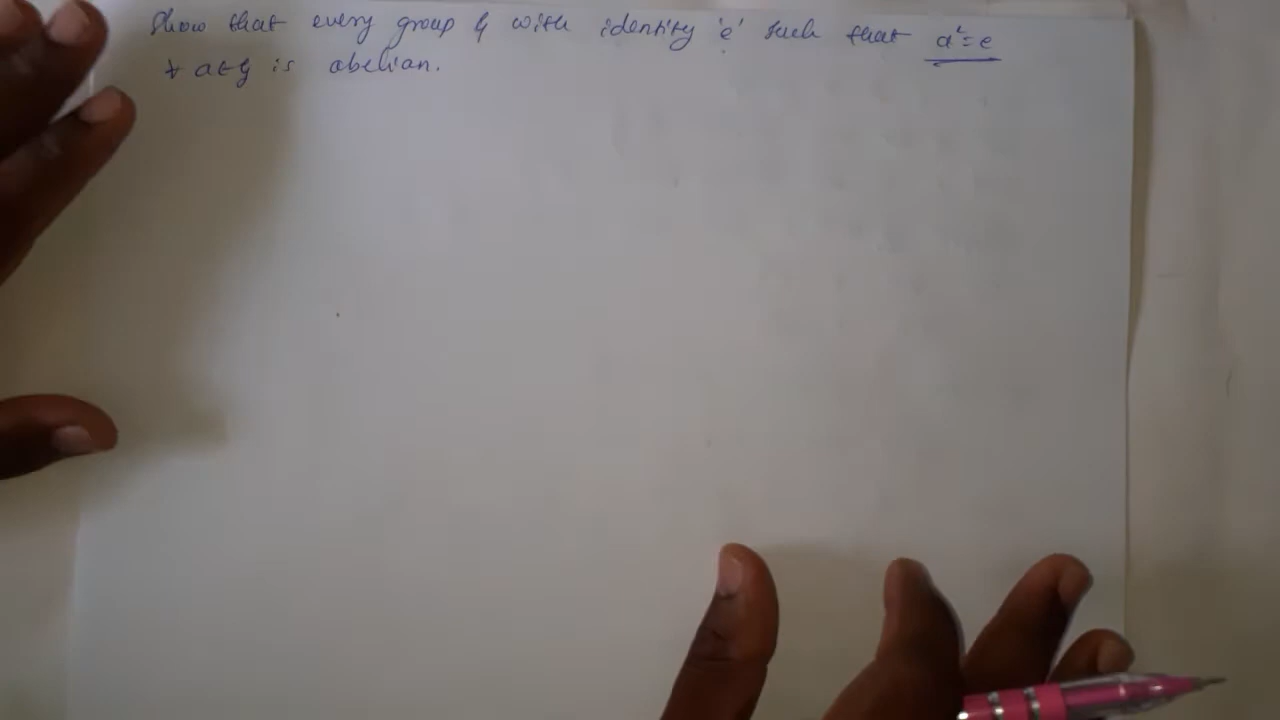 Show that every group G with identity 'e' such that a²=e
∀ a∈G is abelian.